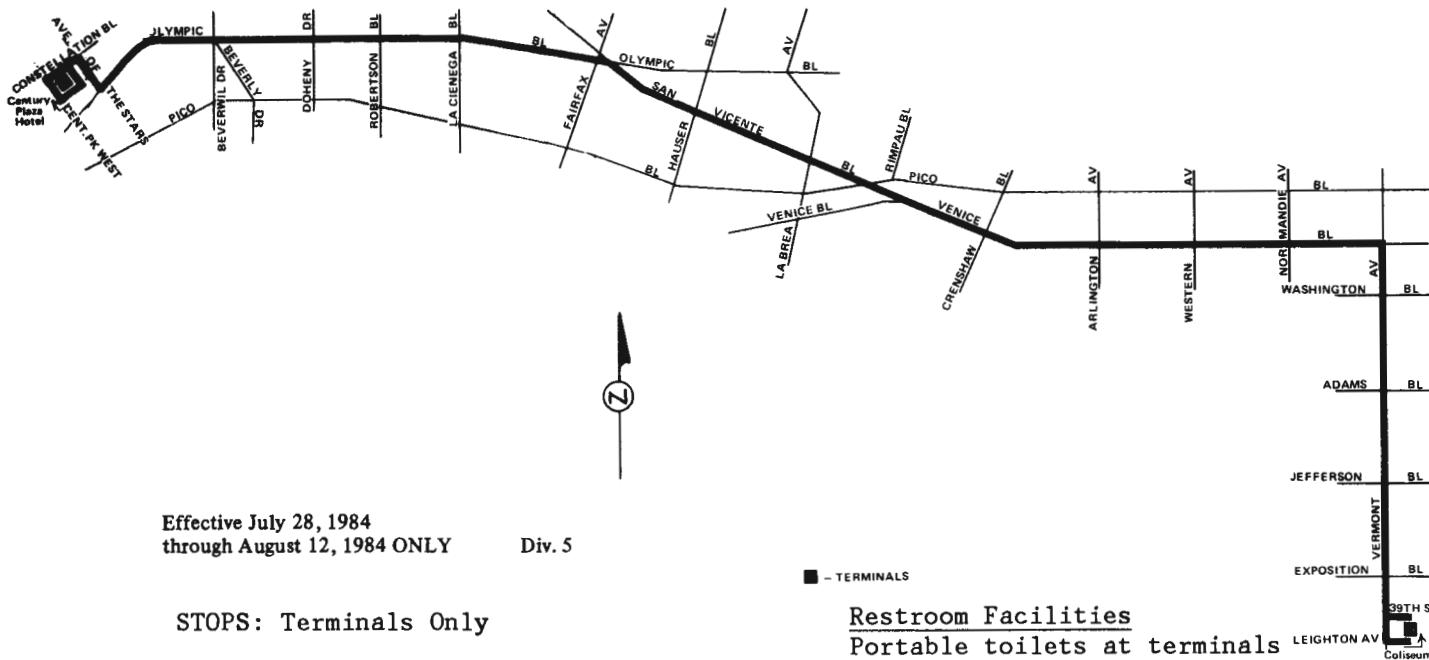 AVE OF THE STARS
CONSTELLATION BL
Century
Plaza
Hotel
CENT. PK WEST
PICO
OLYMPIC
BEVERWIL DR
BEVERLY DR
DOHENY DR
ROBERTSON BL
LA CIENEGA BL
BL
FAIRFAX AV
OLYMPIC BL
SAN VICENTE BL
HAUSER BL
BL
AV
LA BREA
RIMPAU BL
PICO
VENICE BL
VENICE
CRENSHAW BL
ARLINGTON AV
WESTERN AV
NORMANDIE AV
BL
BL
AV
WASHINGTON BL
ADAMS BL
JEFFERSON BL
VERMONT
EXPOSITION BL
39TH S
LEIGHTON AV
Coliseum
Z
Effective July 28, 1984
through August 12, 1984 ONLY Div. 5
STOPS: Terminals Only
– TERMINALS
Restroom Facilities
Portable toilets at terminals